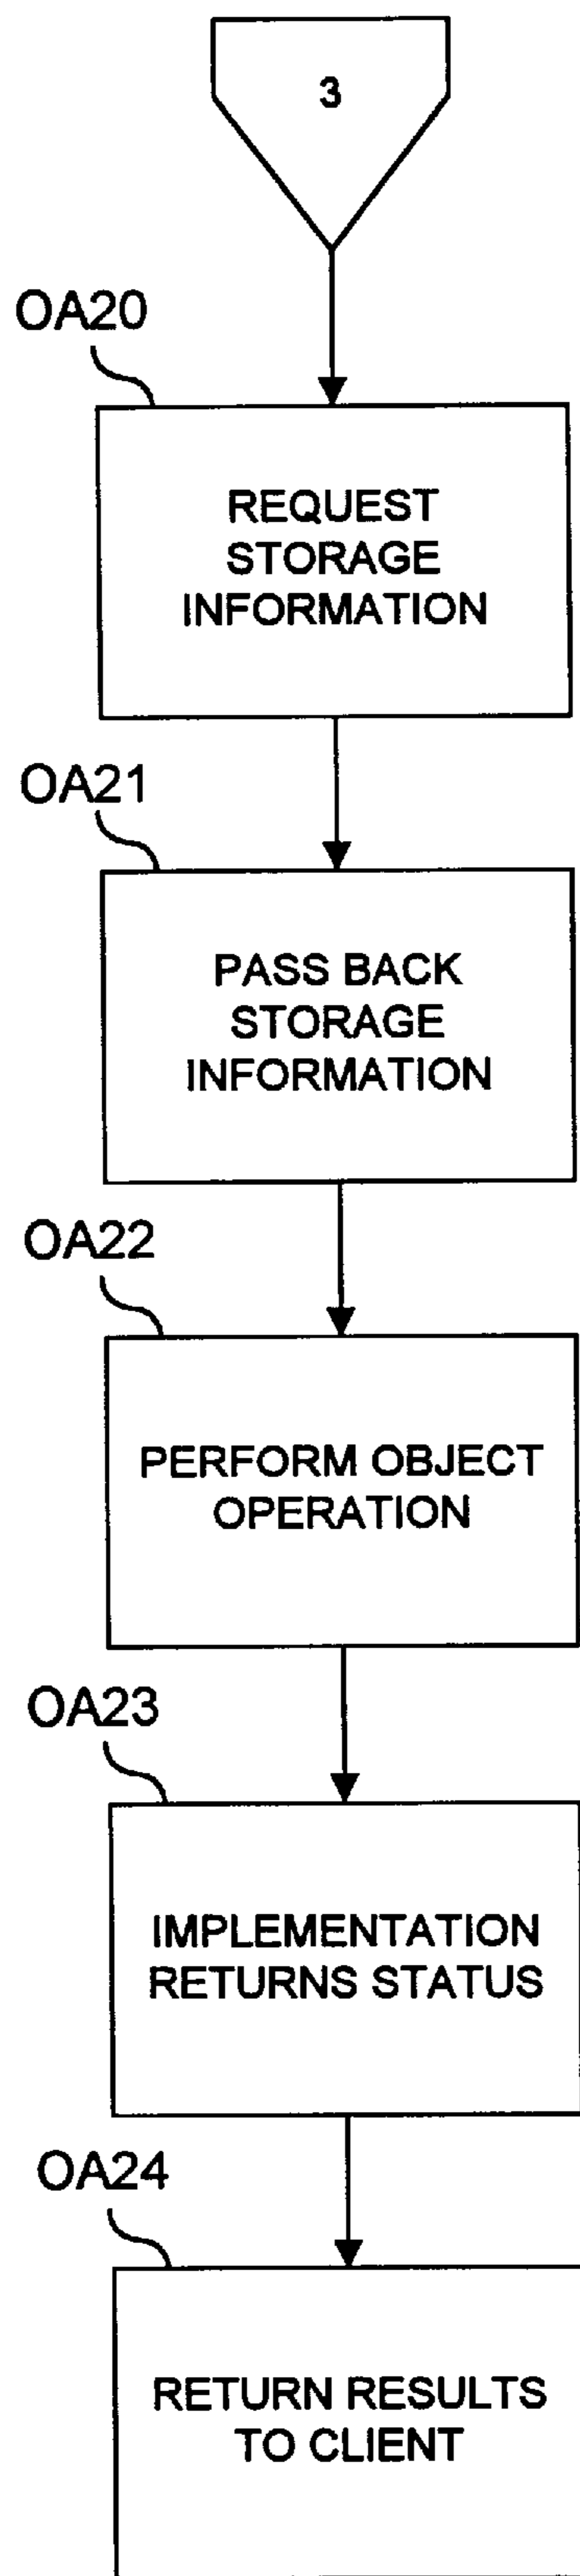 3
OA20
REQUEST
STORAGE
INFORMATION
OA21
PASS BACK
STORAGE
INFORMATION
OA22
PERFORM OBJECT
OPERATION
OA23
IMPLEMENTATION
RETURNS STATUS
OA24
RETURN RESULTS
TO CLIENT